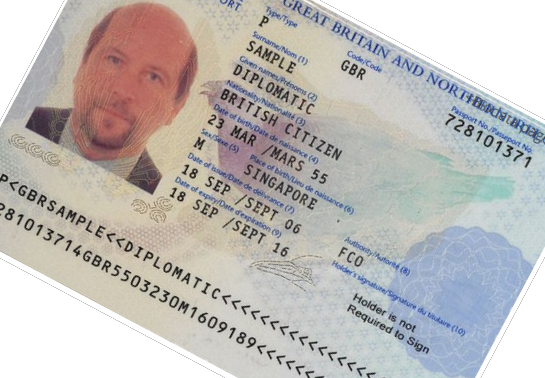 GREAT BRITAIN AND NORTHERN
PORT
Type/Type
P
Code/Code
GBR
Passport No./Passeport No.
728101571
Surname/Nom (1)
SAMPLE
Given names/Prénoms (2)
DIPLOMATIC
Nationality/Nationalité (3)
BRITISH CITIZEN
Date of birth/Date de naissance (4)
23 MAR /MARS 55
Sex/Sexe (5)
M
Place of birth/Lieu de naissance (6)
SINGAPORE
Date of issue/Date de délivrance (7)
18 SEP /SEPT 06
Date of expiry/Date d'expiration (9)
18 SEP /SEPT 16
Authority/Autorité (8)
FCO
Holder's signature/Signature du titulaire (10)
Holder is not
Required to Sign
P<GBRSAMPLE<<DIPLOMATIC<<<<<<<<<<<<<<<
281013714GBR5503230M1609189<<<<<<